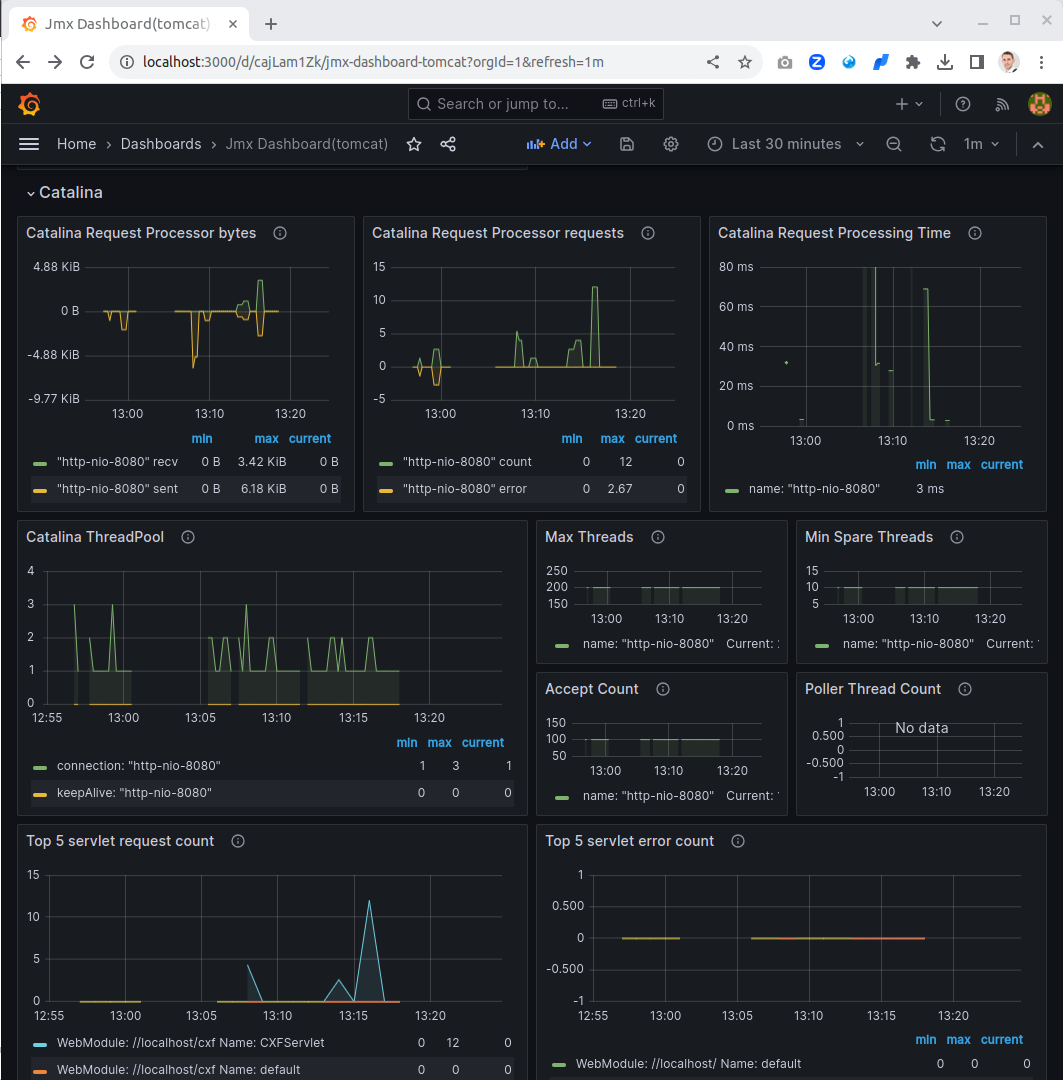 Jmx Dashboard(tomcat)
localhost:3000/d/cajLam1Zk/jmx-dashboard-tomcat?orgId=1&refresh=1m
Search or jump to... ctrl+k
Home › Dashboards › Jmx Dashboard(tomcat) Add Last 30 minutes 1m
Catalina
Catalina Request Processor bytes
4.88 KiB
0 B
-4.88 KiB
-9.77 KiB
13:00 13:10 13:20
min max current
"http-nio-8080" recv 0 B 3.42 KiB 0 B
"http-nio-8080" sent 0 B 6.18 KiB 0 B
Catalina Request Processor requests
15
10
5
0
-5
13:00 13:10 13:20
min max current
"http-nio-8080" count 0 12 0
"http-nio-8080" error 0 2.67 0
Catalina Request Processing Time
80 ms
60 ms
40 ms
20 ms
0 ms
13:00 13:10 13:20
min max current
name: "http-nio-8080" 3 ms
Catalina ThreadPool
4
3
2
1
0
12:55 13:00 13:05 13:10 13:15 13:20
min max current
connection: "http-nio-8080" 1 3 1
keepAlive: "http-nio-8080" 0 0 0
Max Threads
250
200
150
13:00 13:10 13:20
name: "http-nio-8080" Current:
Min Spare Threads
15
10
5
13:00 13:10 13:20
name: "http-nio-8080" Current:
Accept Count
150
100
50
13:00 13:10 13:20
name: "http-nio-8080" Current:
Poller Thread Count
1
0.500
0
-0.500
-1
No data
13:00 13:10 13:20
Top 5 servlet request count
15
10
5
0
12:55 13:00 13:05 13:10 13:15 13:20
WebModule: //localhost/cxf Name: CXFServlet 0 12 0
WebModule: //localhost/cxf Name: default 0 0 0
Top 5 servlet error count
1
0.500
0
-0.500
-1
12:55 13:00 13:05 13:10 13:15 13:20
min max current
WebModule: //localhost/ Name: default 0 0 0